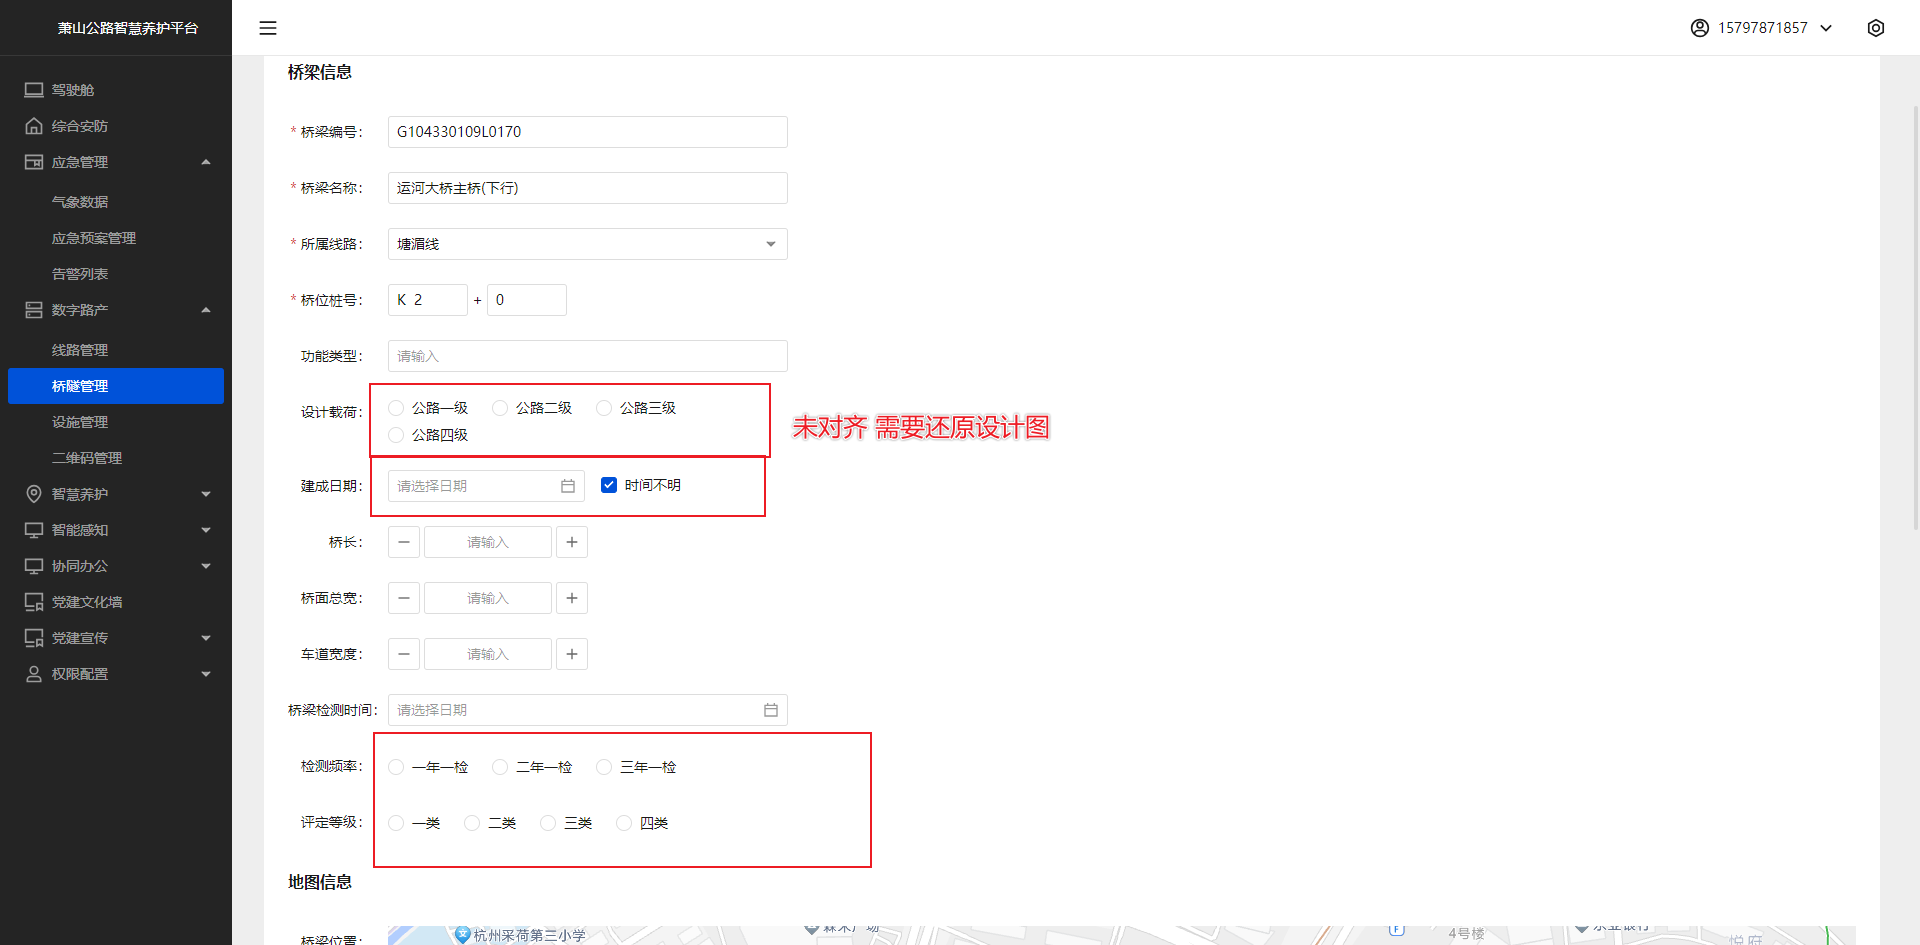 萧山公路智慧养护平台
15797871857
驾驶舱
综合安防
应急管理
气象数据
应急预案管理
告警列表
数字路产
线路管理
桥隧管理
设施管理
二维码管理
智慧养护
智能感知
协同办公
党建文化墙
党建宣传
权限配置
桥梁信息
* 桥梁编号: G104330109L0170
* 桥梁名称: 运河大桥主桥(下行)
* 所属线路: 塘湄线
* 桥位桩号: K 2 + 0
功能类型: 请输入
设计载荷: 公路一级 公路二级 公路三级
公路四级
未对齐 需要还原设计图
建成日期: 请选择日期 时间不明
桥长: 请输入
桥面总宽: 请输入
车道宽度: 请输入
桥梁检测时间: 请选择日期
检测频率: 一年一检 二年一检 三年一检
评定等级: 一类 二类 三类 四类
地图信息
桥梁位置:
杭州采荷第三小学
4号楼
悦府